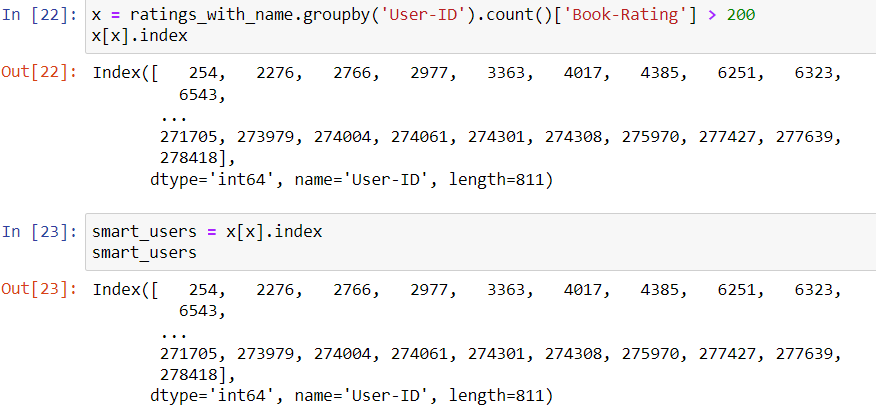 In [22]: x = ratings_with_name.groupby('User-ID').count()['Book-Rating'] > 200
x[x].index
Out[22]: Index([   254,   2276,   2766,   2977,   3363,   4017,   4385,   6251,   6323,
6543,
...
271705, 273979, 274004, 274061, 274301, 274308, 275970, 277427, 277639,
278418],
dtype='int64', name='User-ID', length=811)
In [23]: smart_users = x[x].index
smart_users
Out[23]: Index([   254,   2276,   2766,   2977,   3363,   4017,   4385,   6251,   6323,
6543,
...
271705, 273979, 274004, 274061, 274301, 274308, 275970, 277427, 277639,
278418],
dtype='int64', name='User-ID', length=811)